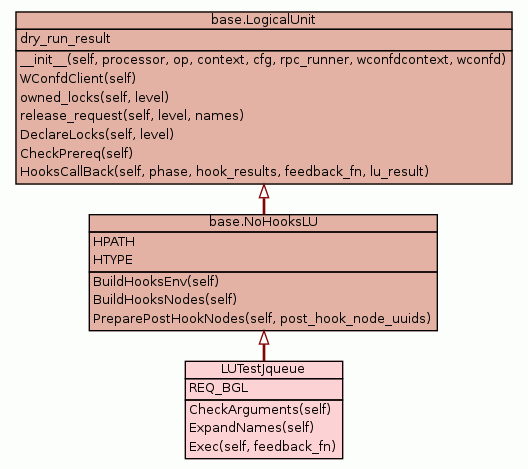 base.LogicalUnit
dry_run_result
__init__(self, processor, op, context, cfg, rpc_runner, wconfdcontext, wconfd)
WConfdClient(self)
owned_locks(self, level)
release_request(self, level, names)
DeclareLocks(self, level)
CheckPrereq(self)
HooksCallBack(self, phase, hook_results, feedback_fn, lu_result)
base.NoHooksLU
HPATH
HTYPE
BuildHooksEnv(self)
BuildHooksNodes(self)
PreparePostHookNodes(self, post_hook_node_uuids)
LUTestJqueue
REQ_BGL
CheckArguments(self)
ExpandNames(self)
Exec(self, feedback_fn)